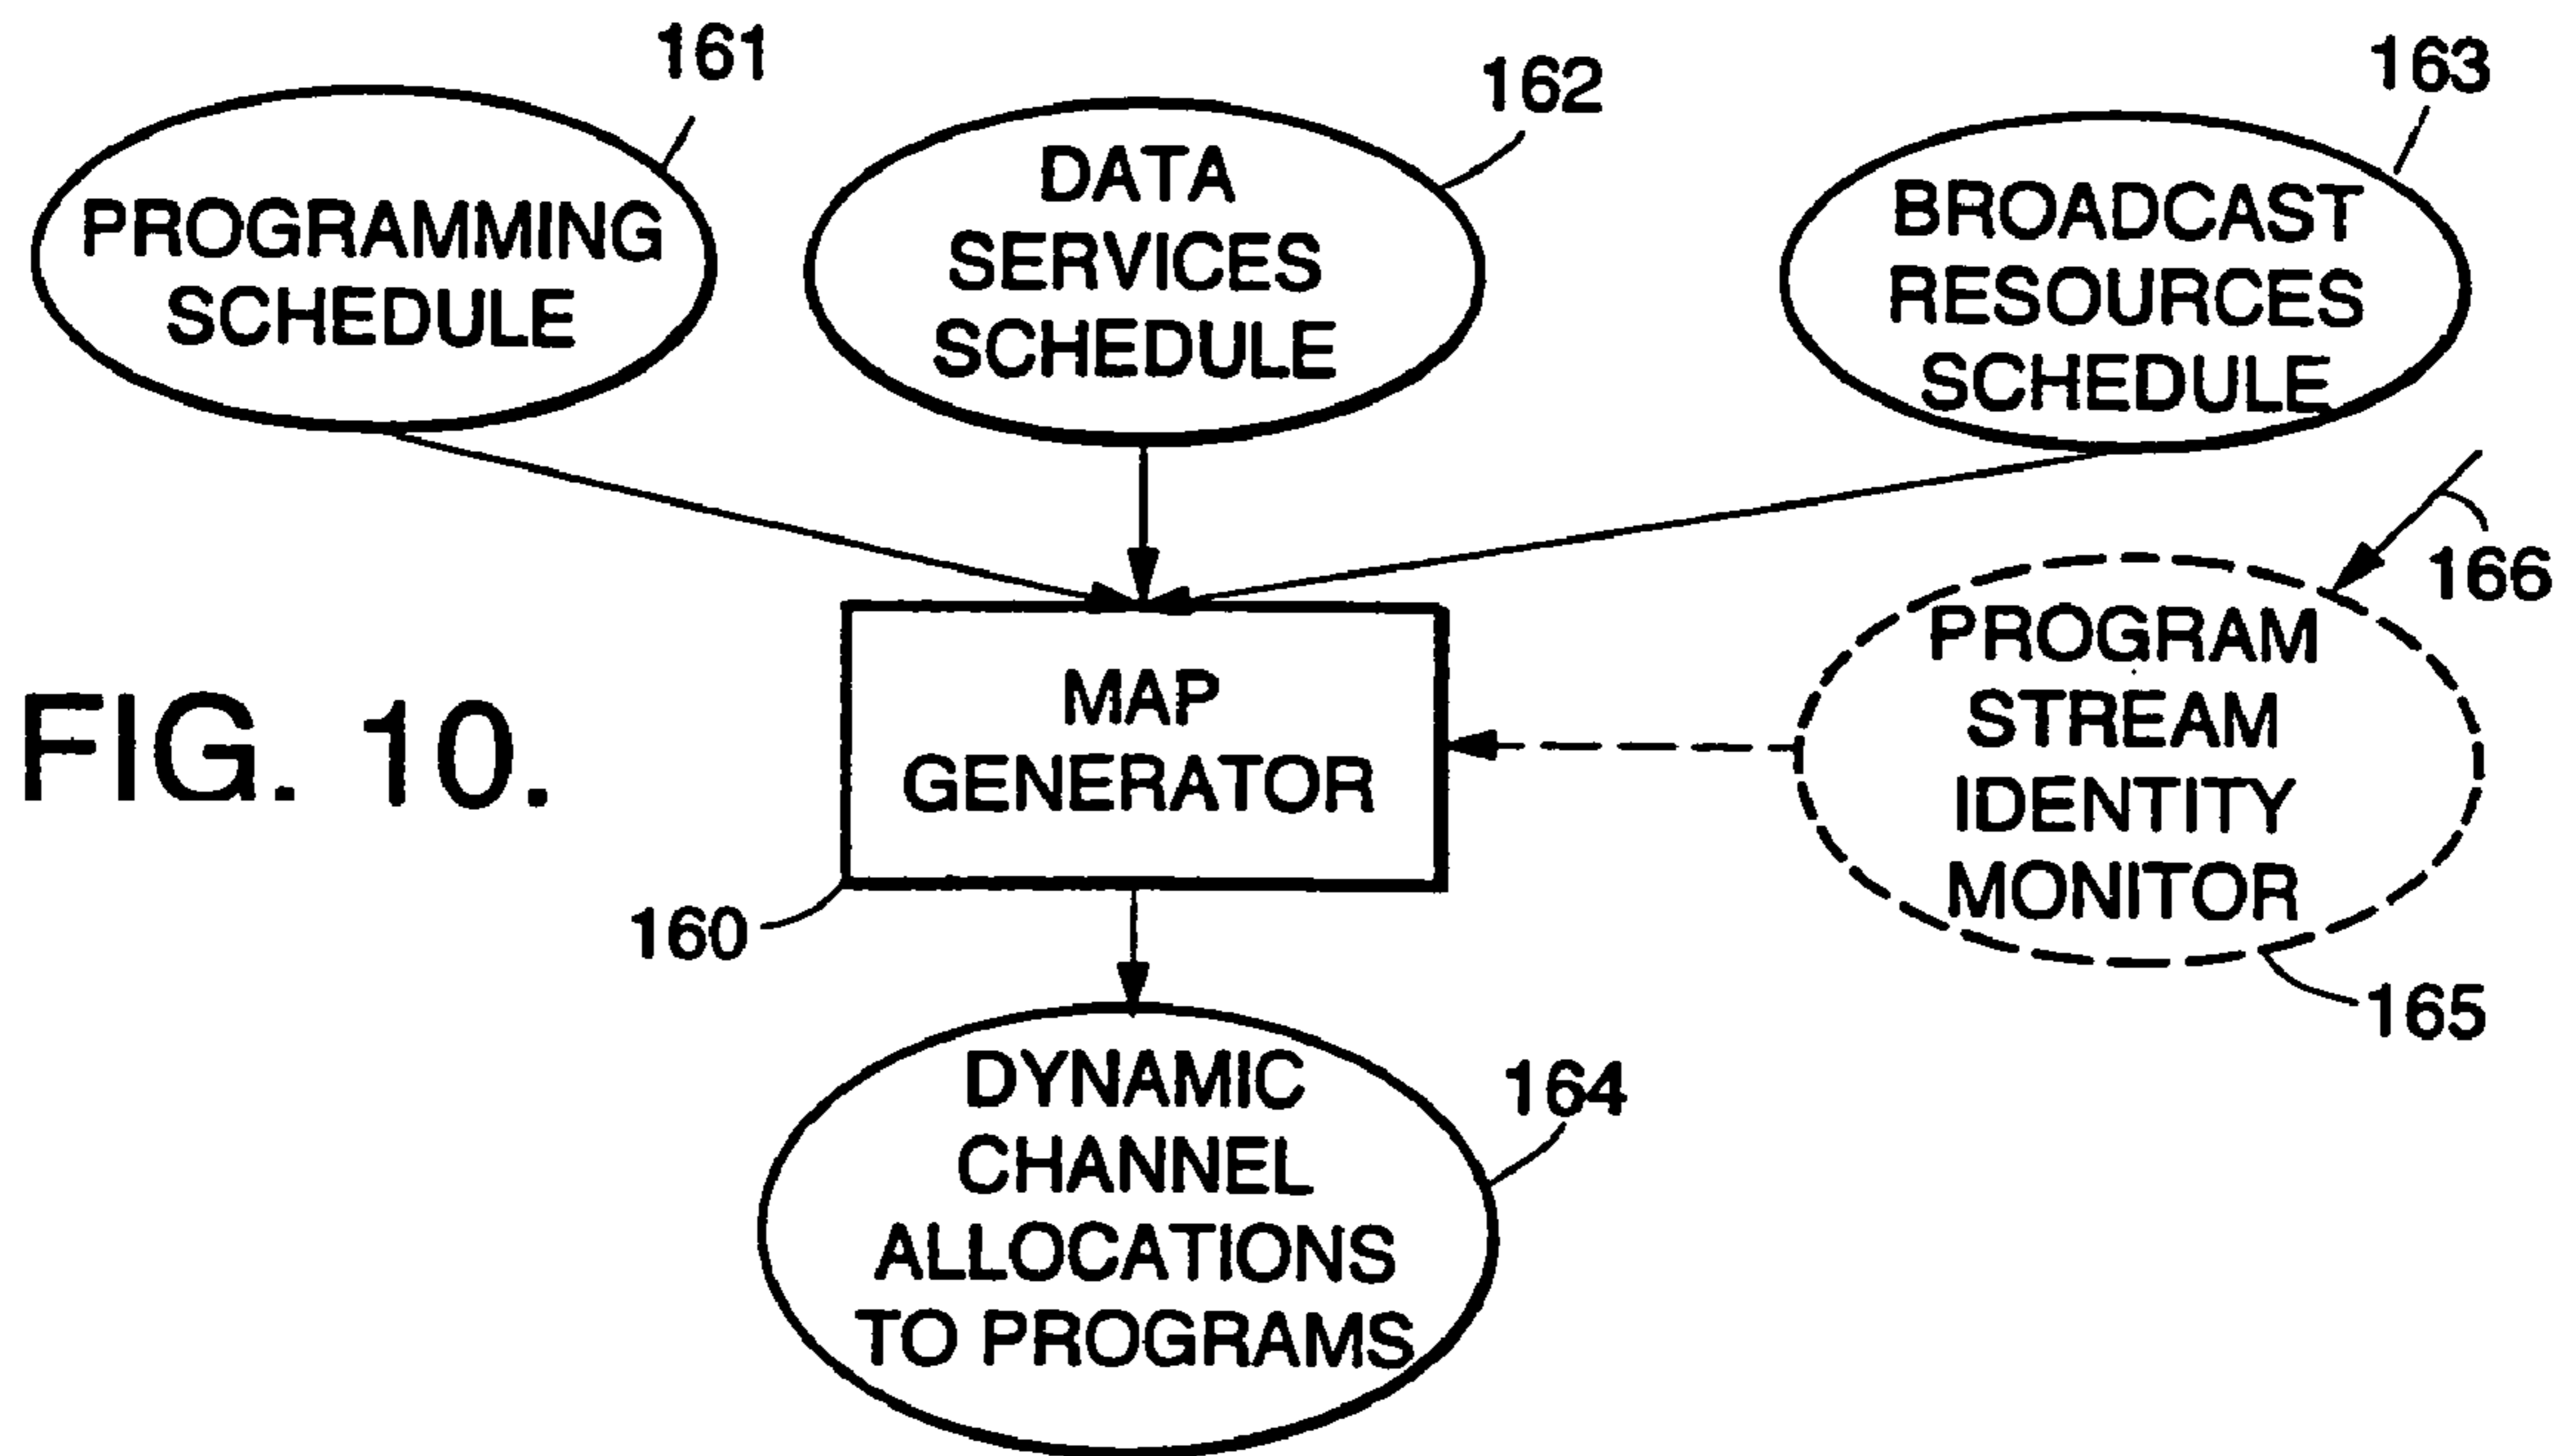 161
PROGRAMMING
SCHEDULE
162
DATA
SERVICES
SCHEDULE
163
BROADCAST
RESOURCES
SCHEDULE
166
PROGRAM
STREAM
IDENTITY
MONITOR
165
FIG. 10.
MAP
GENERATOR
160
DYNAMIC
CHANNEL
ALLOCATIONS
TO PROGRAMS
164